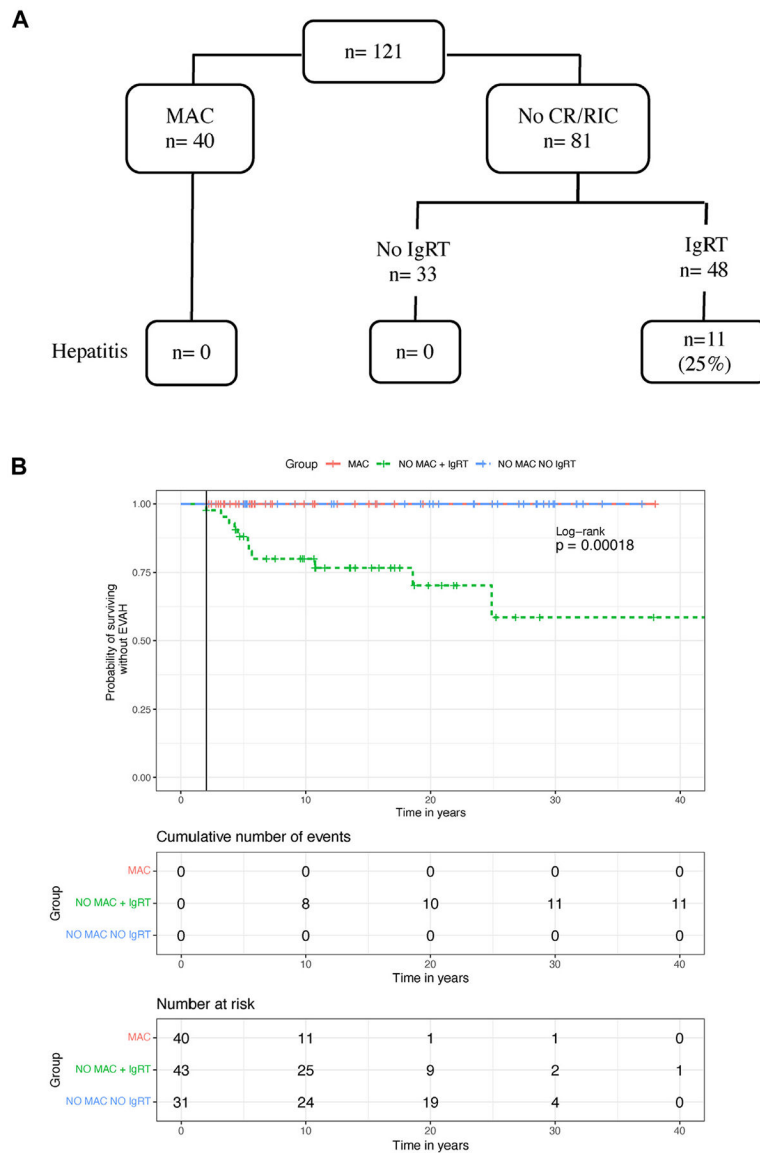 A
n= 121
MAC
n= 40
No CR/RIC
n= 81
No IgRT
n= 33
IgRT
n= 48
Hepatitis
n= 0
n= 0
n=11
(25%)
B
Group MAC NO MAC + IgRT NO MAC NO IgRT
Probability of surviving
without EVAH
1.00
0.75
0.50
0.25
0.00
Log-rank
p = 0.00018
0 10 20 30 40
Time in years
Cumulative number of events
Group
MAC 0 0 0 0 0
NO MAC + IgRT 0 8 10 11 11
NO MAC NO IgRT 0 0 0 0 0
0 10 20 30 40
Time in years
Number at risk
Group
MAC 40 11 1 1 0
NO MAC + IgRT 43 25 9 2 1
NO MAC NO IgRT 31 24 19 4 0
0 10 20 30 40
Time in years